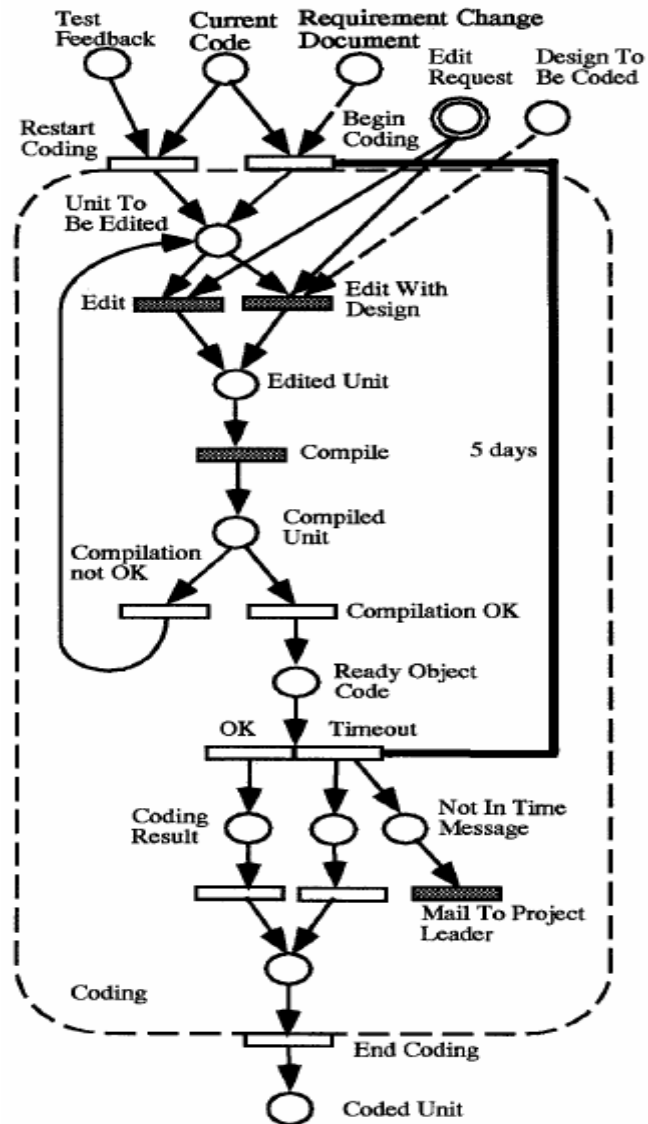 Test
Feedback
Current
Code
Requirement Change
Document
Edit
Request
Design To
Be Coded
Restart
Coding
Begin
Coding
Unit To
Be Edited
Edit
Edit With
Design
Edited Unit
Compile
5 days
Compiled
Unit
Compilation
not OK
Compilation OK
Ready Object
Code
OK
Timeout
Coding
Result
Not In Time
Message
Mail To Project
Leader
Coding
End Coding
Coded Unit